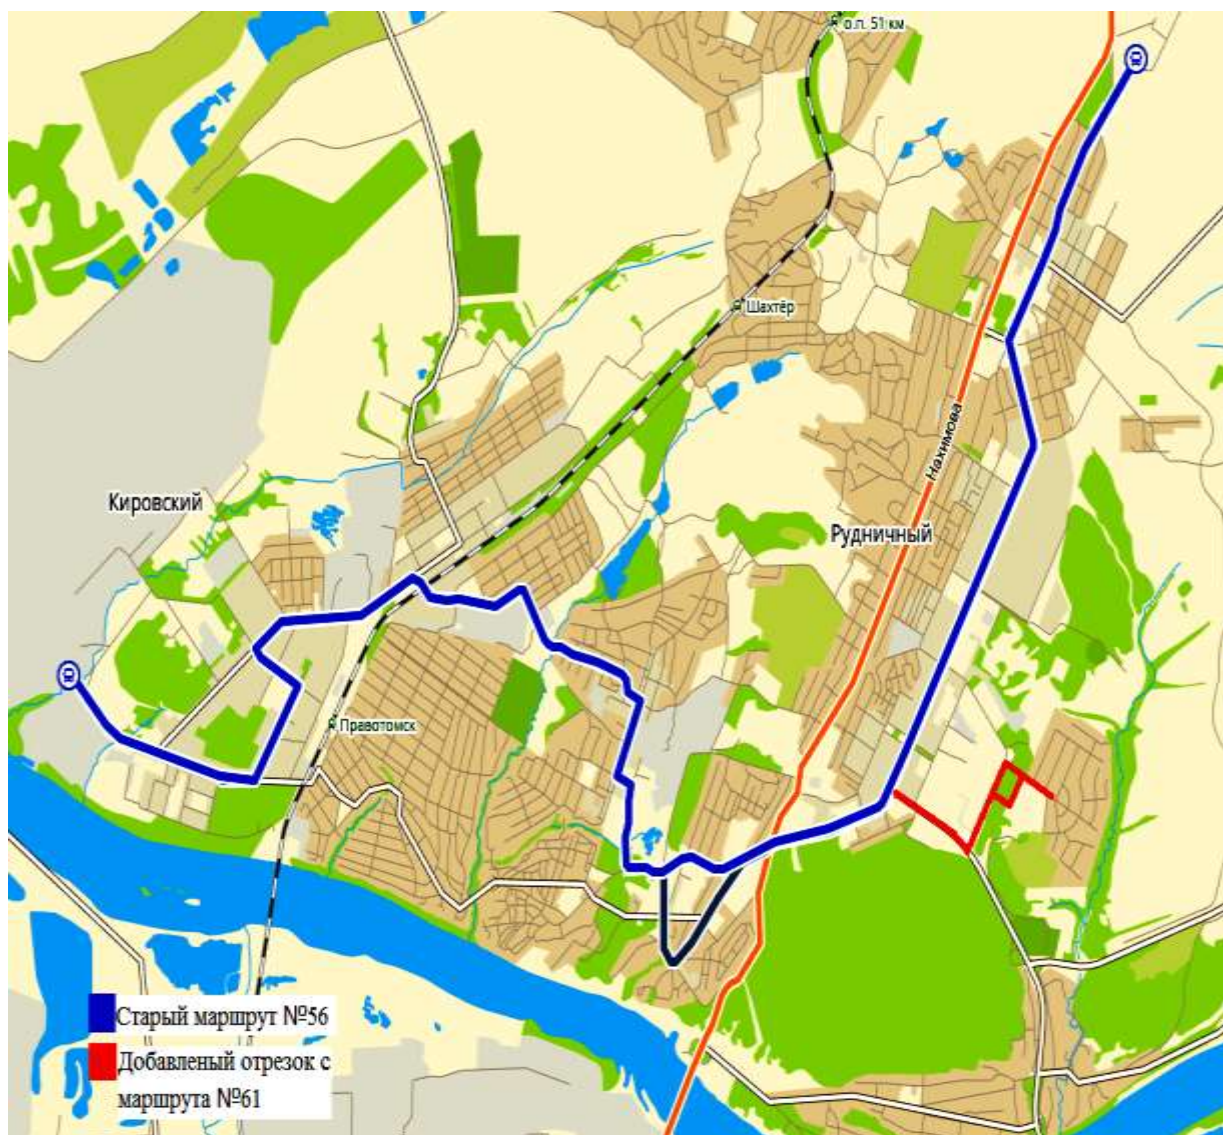 о.п. 51 км
Шахтёр
Нахимова
Кировский
Рудничный
Правотомск
Старый маршрут №56
Добавленый отрезок с
маршрута №61